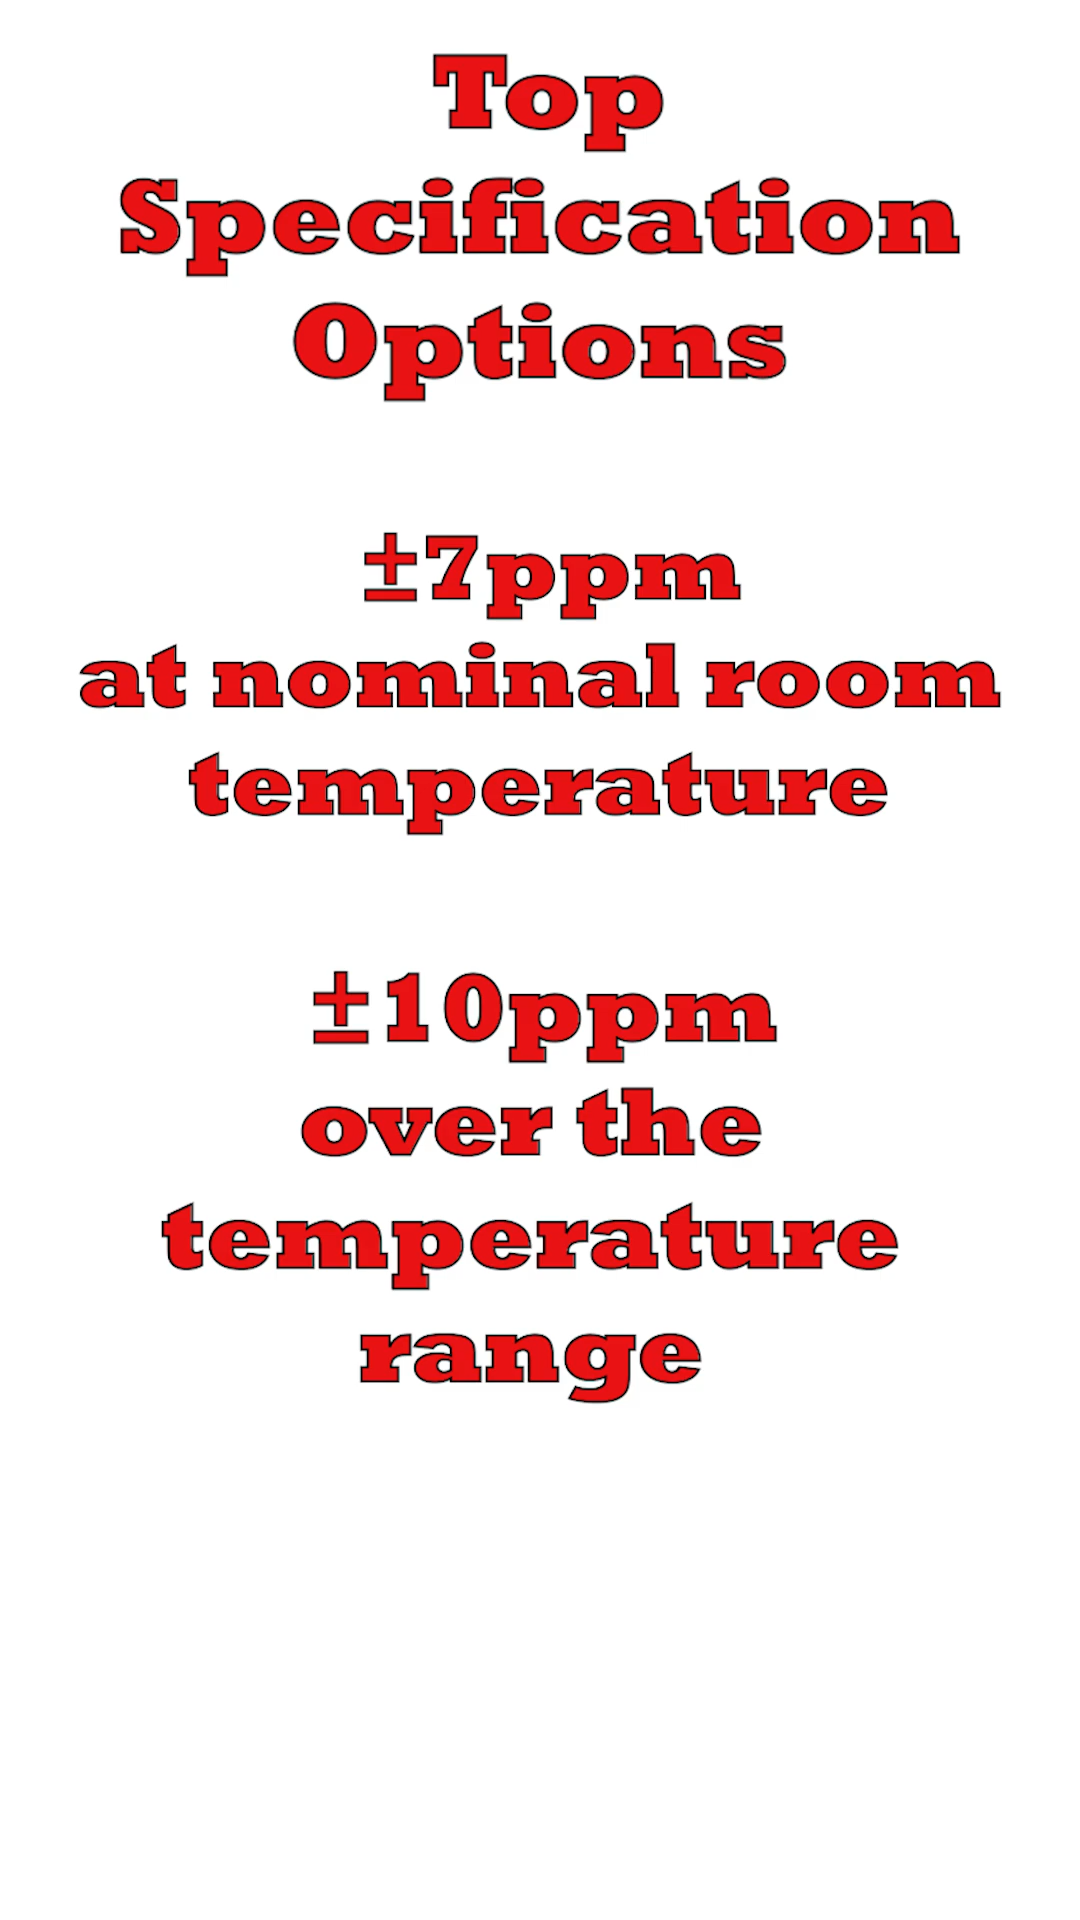 Top
Specification
Options
±7ppm
at nominal room
temperature
±10ppm
over the
temperature
range